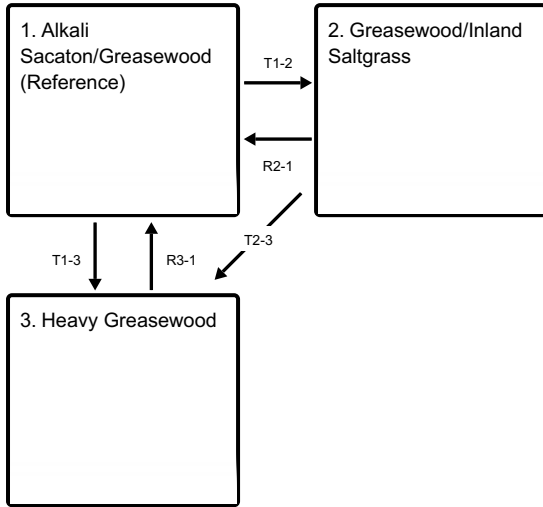 1. Alkali
Sacaton/Greasewood
(Reference)
2. Greasewood/Inland
Saltgrass
T1-2
R2-1
T2-3
T1-3
R3-1
3. Heavy Greasewood